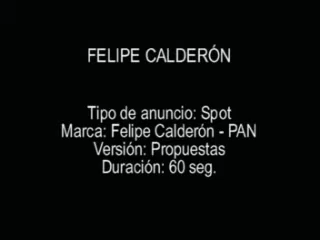 FELIPE CALDERÓN
Tipo de anuncio: Spot
Marca: Felipe Calderón - PAN
Versión: Propuestas
Duración: 60 seg.